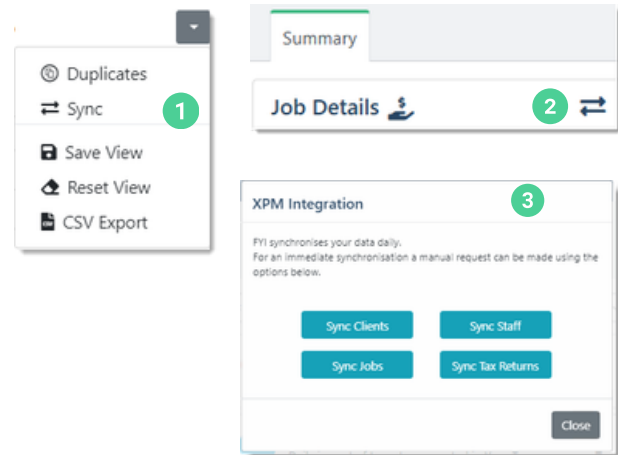 Duplicates
Sync
1
Save View
Reset View
CSV Export
Summary
Job Details
2
XPM Integration
3
FYI synchronises your data daily.
For an immediate synchronisation a manual request can be made using the
options below.
Sync Clients
Sync Staff
Sync Jobs
Sync Tax Returns
Close